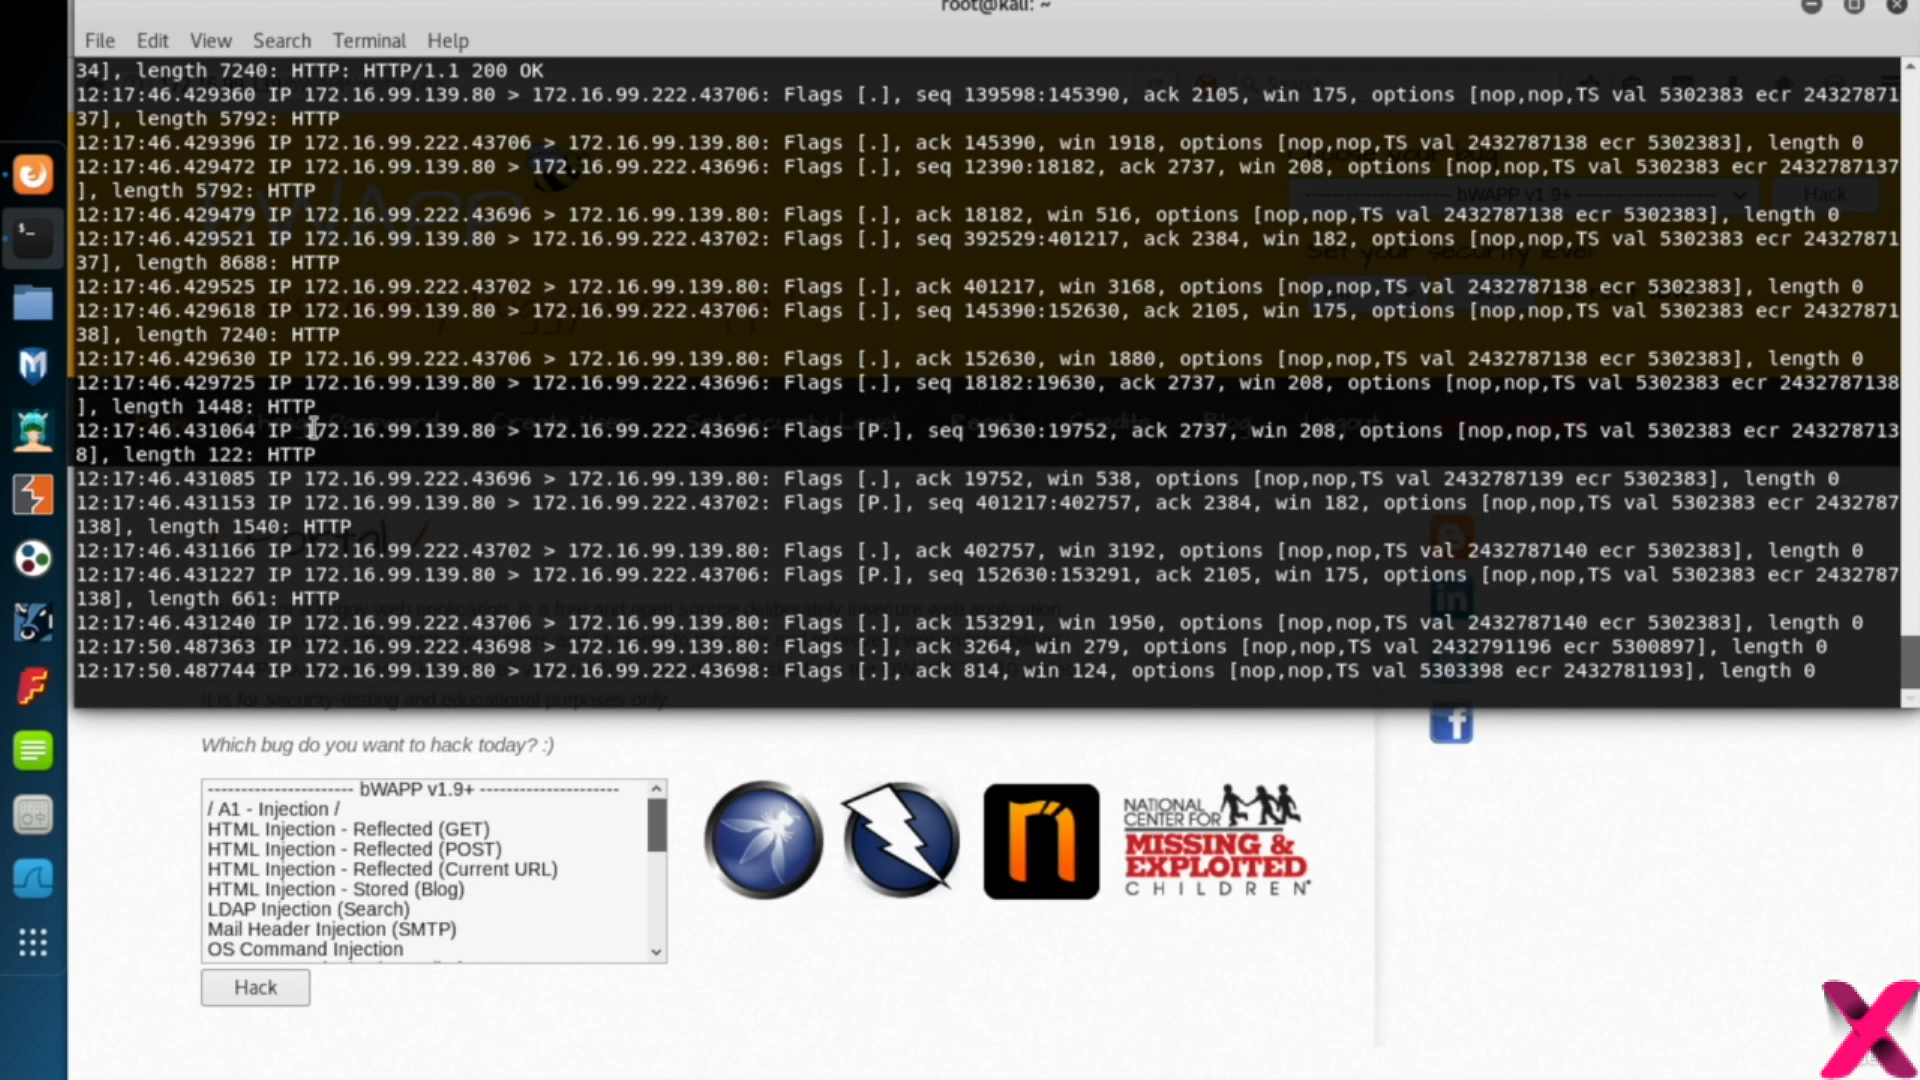 root@kali: ~
File Edit View Search Terminal Help
34], length 7240: HTTP: HTTP/1.1 200 OK
12:17:46.429360 IP 172.16.99.139.80 > 172.16.99.222.43706: Flags [.], seq 139598:145390, ack 2105, win 175, options [nop,nop,TS val 5302383 ecr 24327871
37], length 5792: HTTP
12:17:46.429396 IP 172.16.99.222.43706 > 172.16.99.139.80: Flags [.], ack 145390, win 1918, options [nop,nop,TS val 2432787138 ecr 5302383], length 0
12:17:46.429472 IP 172.16.99.139.80 > 172.16.99.222.43696: Flags [.], seq 12390:18182, ack 2737, win 208, options [nop,nop,TS val 5302383 ecr 2432787137
], length 5792: HTTP
12:17:46.429479 IP 172.16.99.222.43696 > 172.16.99.139.80: Flags [.], ack 18182, win 516, options [nop,nop,TS val 2432787138 ecr 5302383], length 0
12:17:46.429521 IP 172.16.99.139.80 > 172.16.99.222.43702: Flags [.], seq 392529:401217, ack 2384, win 182, options [nop,nop,TS val 5302383 ecr 24327871
37], length 8688: HTTP
12:17:46.429525 IP 172.16.99.222.43702 > 172.16.99.139.80: Flags [.], ack 401217, win 3168, options [nop,nop,TS val 2432787138 ecr 5302383], length 0
12:17:46.429618 IP 172.16.99.139.80 > 172.16.99.222.43706: Flags [.], seq 145390:152630, ack 2105, win 175, options [nop,nop,TS val 5302383 ecr 24327871
38], length 7240: HTTP
12:17:46.429630 IP 172.16.99.222.43706 > 172.16.99.139.80: Flags [.], ack 152630, win 1880, options [nop,nop,TS val 2432787138 ecr 5302383], length 0
12:17:46.429725 IP 172.16.99.139.80 > 172.16.99.222.43696: Flags [.], seq 18182:19630, ack 2737, win 208, options [nop,nop,TS val 5302383 ecr 2432787138
], length 1448: HTTP
12:17:46.431064 IP 172.16.99.139.80 > 172.16.99.222.43696: Flags [P.], seq 19630:19752, ack 2737, win 208, options [nop,nop,TS val 5302383 ecr 243278713
8], length 122: HTTP
12:17:46.431085 IP 172.16.99.222.43696 > 172.16.99.139.80: Flags [.], ack 19752, win 538, options [nop,nop,TS val 2432787139 ecr 5302383], length 0
12:17:46.431153 IP 172.16.99.139.80 > 172.16.99.222.43702: Flags [P.], seq 401217:402757, ack 2384, win 182, options [nop,nop,TS val 5302383 ecr 2432787
138], length 1540: HTTP
12:17:46.431166 IP 172.16.99.222.43702 > 172.16.99.139.80: Flags [.], ack 402757, win 3192, options [nop,nop,TS val 2432787140 ecr 5302383], length 0
12:17:46.431227 IP 172.16.99.139.80 > 172.16.99.222.43706: Flags [P.], seq 152630:153291, ack 2105, win 175, options [nop,nop,TS val 5302383 ecr 2432787
138], length 661: HTTP
12:17:46.431240 IP 172.16.99.222.43706 > 172.16.99.139.80: Flags [.], ack 153291, win 1950, options [nop,nop,TS val 2432787140 ecr 5302383], length 0
12:17:50.487363 IP 172.16.99.222.43698 > 172.16.99.139.80: Flags [.], ack 3264, win 279, options [nop,nop,TS val 2432791196 ecr 5300897], length 0
12:17:50.487744 IP 172.16.99.139.80 > 172.16.99.222.43698: Flags [.], ack 814, win 124, options [nop,nop,TS val 5303398 ecr 2432781193], length 0
It is for security-testing and educational purposes only.
Which bug do you want to hack today? :)
---------------------- bWAPP v1.9+ ---------------------
/ A1 - Injection /
HTML Injection - Reflected (GET)
HTML Injection - Reflected (POST)
HTML Injection - Reflected (Current URL)
HTML Injection - Stored (Blog)
LDAP Injection (Search)
Mail Header Injection (SMTP)
OS Command Injection
Hack
NATIONAL
CENTER FOR
MISSING &
EXPLOITED
CHILDREN